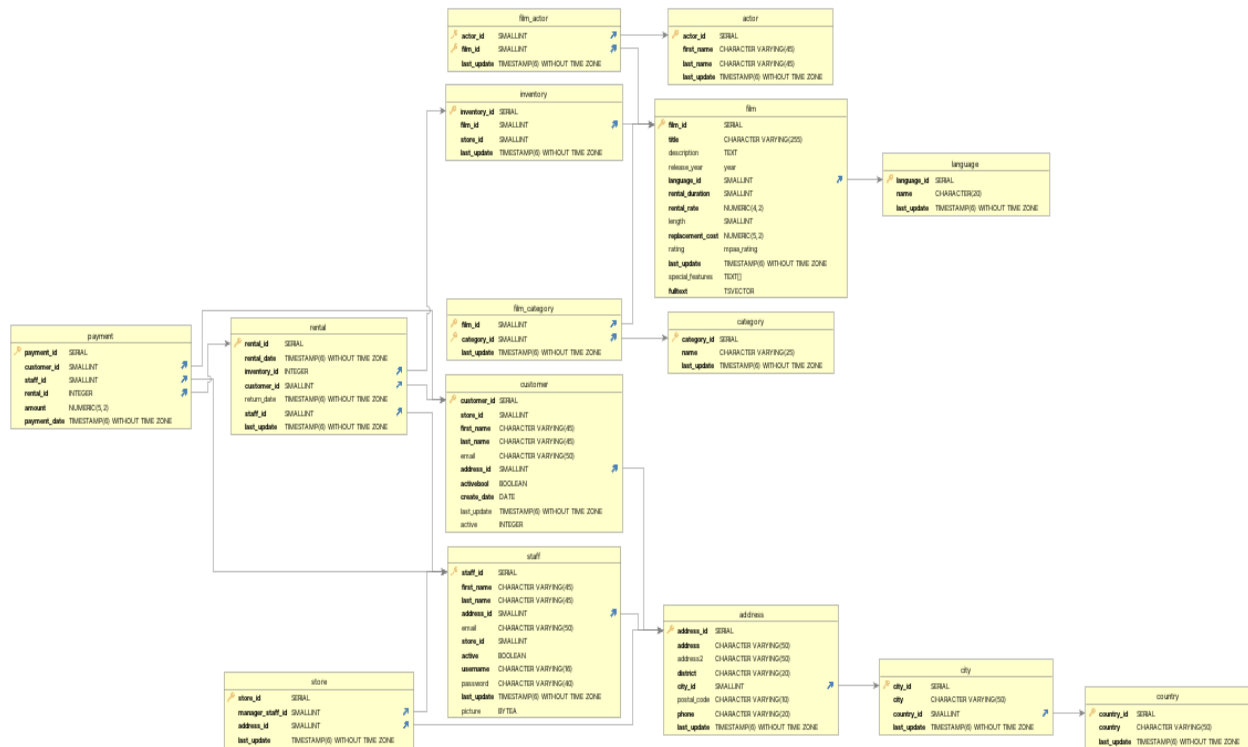 film_actor
actor_id SMALLINT
film_id SMALLINT
last_update TIMESTAMP(6) WITHOUT TIME ZONE
actor
actor_id SERIAL
first_name CHARACTER VARYING(45)
last_name CHARACTER VARYING(45)
last_update TIMESTAMP(6) WITHOUT TIME ZONE
inventory
inventory_id SERIAL
film_id SMALLINT
store_id SMALLINT
last_update TIMESTAMP(6) WITHOUT TIME ZONE
film
film_id SERIAL
title CHARACTER VARYING(255)
description TEXT
release_year year
language_id SMALLINT
rental_duration SMALLINT
rental_rate NUMERIC(4,2)
length SMALLINT
replacement_cost NUMERIC(5,2)
rating mpaa_rating
last_update TIMESTAMP(6) WITHOUT TIME ZONE
special_features TEXT[]
fulltext TSVECTOR
language
language_id SERIAL
name CHARACTER(20)
last_update TIMESTAMP(6) WITHOUT TIME ZONE
film_category
film_id SMALLINT
category_id SMALLINT
last_update TIMESTAMP(6) WITHOUT TIME ZONE
category
category_id SERIAL
name CHARACTER VARYING(25)
last_update TIMESTAMP(6) WITHOUT TIME ZONE
payment
payment_id SERIAL
customer_id SMALLINT
staff_id SMALLINT
rental_id INTEGER
amount NUMERIC(5,2)
payment_date TIMESTAMP(6) WITHOUT TIME ZONE
rental
rental_id SERIAL
rental_date TIMESTAMP(6) WITHOUT TIME ZONE
inventory_id INTEGER
customer_id SMALLINT
return_date TIMESTAMP(6) WITHOUT TIME ZONE
staff_id SMALLINT
last_update TIMESTAMP(6) WITHOUT TIME ZONE
customer
customer_id SERIAL
store_id SMALLINT
first_name CHARACTER VARYING(45)
last_name CHARACTER VARYING(45)
email CHARACTER VARYING(50)
address_id SMALLINT
activebool BOOLEAN
create_date DATE
last_update TIMESTAMP(6) WITHOUT TIME ZONE
active INTEGER
staff
staff_id SERIAL
first_name CHARACTER VARYING(45)
last_name CHARACTER VARYING(45)
address_id SMALLINT
email CHARACTER VARYING(50)
store_id SMALLINT
active BOOLEAN
username CHARACTER VARYING(16)
password CHARACTER VARYING(40)
last_update TIMESTAMP(6) WITHOUT TIME ZONE
picture BYTEA
store
store_id SERIAL
manager_staff_id SMALLINT
address_id SMALLINT
last_update TIMESTAMP(6) WITHOUT TIME ZONE
address
address_id SERIAL
address CHARACTER VARYING(50)
address2 CHARACTER VARYING(50)
district CHARACTER VARYING(20)
city_id SMALLINT
postal_code CHARACTER VARYING(10)
phone CHARACTER VARYING(20)
last_update TIMESTAMP(6) WITHOUT TIME ZONE
city
city_id SERIAL
city CHARACTER VARYING(50)
country_id SMALLINT
last_update TIMESTAMP(6) WITHOUT TIME ZONE
country
country_id SERIAL
country CHARACTER VARYING(50)
last_update TIMESTAMP(6) WITHOUT TIME ZONE